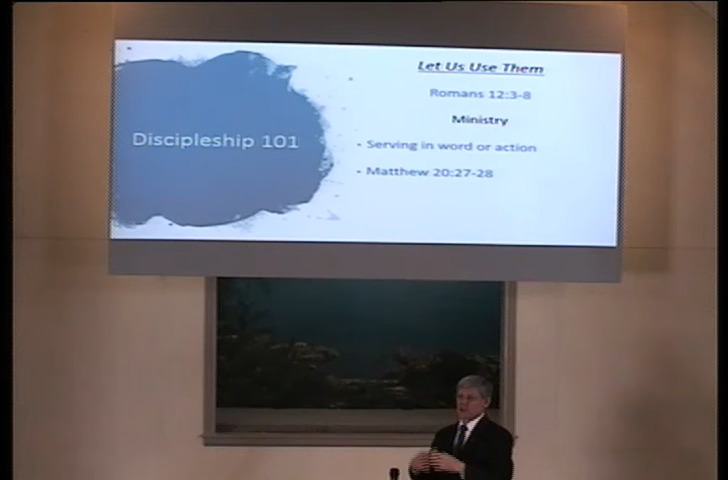 Discipleship 101
Let Us Use Them
Romans 12:3-8
Ministry
- Serving in word or action
- Matthew 20:27-28